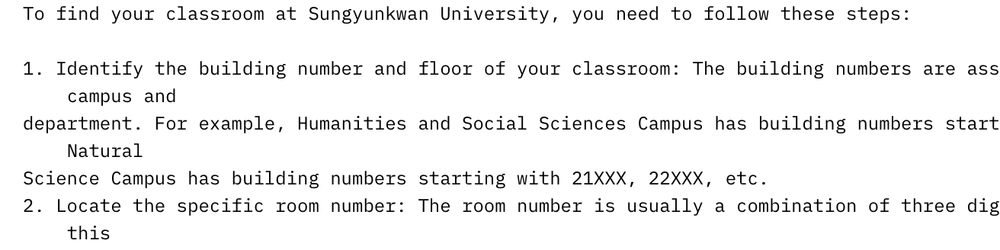 To find your classroom at Sungyunkwan University, you need to follow these steps:
1. Identify the building number and floor of your classroom: The building numbers are ass
campus and
department. For example, Humanities and Social Sciences Campus has building numbers start
Natural
Science Campus has building numbers starting with 21XXX, 22XXX, etc.
2. Locate the specific room number: The room number is usually a combination of three dig
this